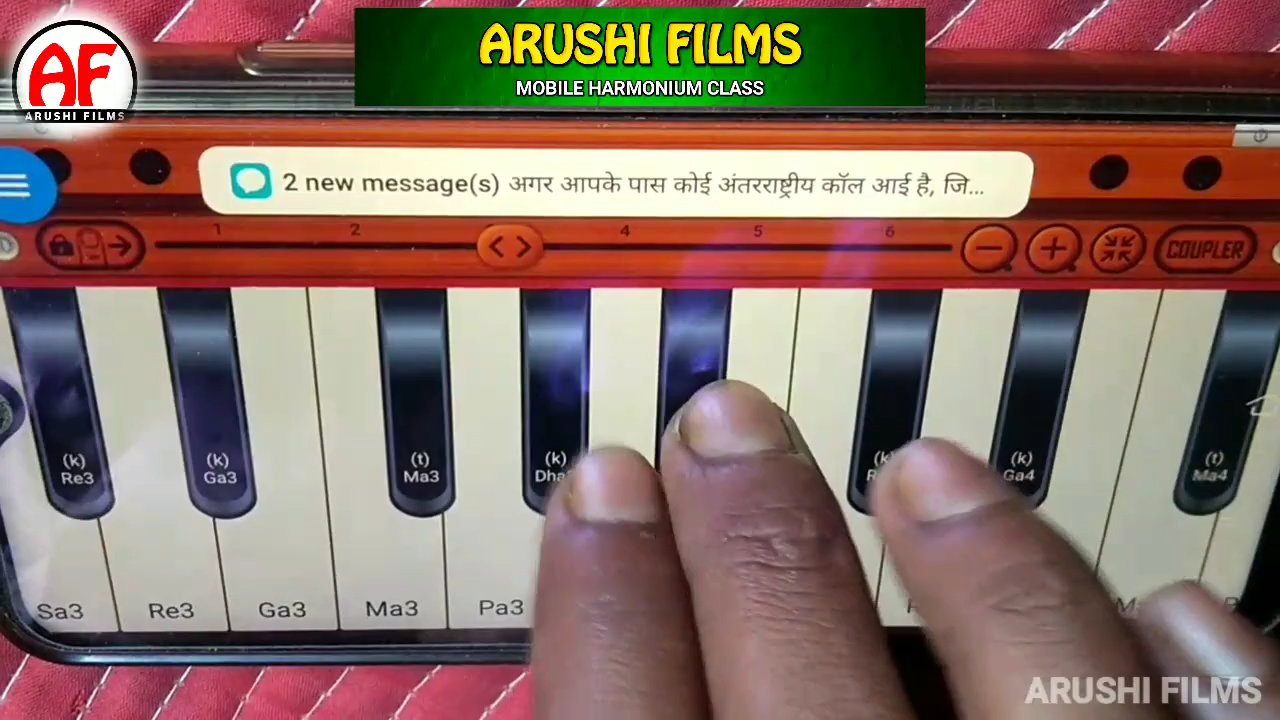 ARUSHI FILMS
MOBILE HARMONIUM CLASS
AF
ARUSHI FILMS
2 new message(s) अगर आपके पास कोई अंतरराष्ट्रीय कॉल आई है, जि...
1 2 4 5 6
COUPLER
(k) (k) (t) (k) (k) (t)
Re3 Ga3 Ma3 Ga4 Ma4
Sa3 Re3 Ga3 Ma3 Pa3
ARUSHI FILMS